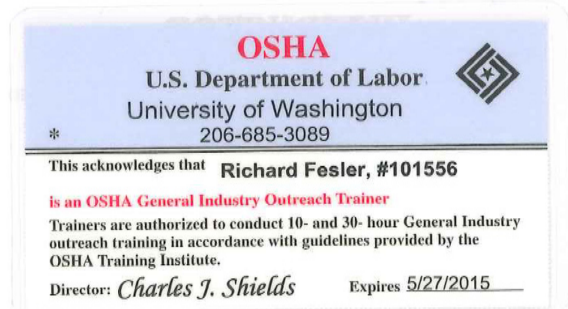 OSHA
U.S. Department of Labor
University of Washington
* 206-685-3089
This acknowledges that Richard Fesler, #101556
is an OSHA General Industry Outreach Trainer
Trainers are authorized to conduct 10- and 30- hour General Industry
outreach training in accordance with guidelines provided by the
OSHA Training Institute.
Director: Charles J. Shields Expires 5/27/2015